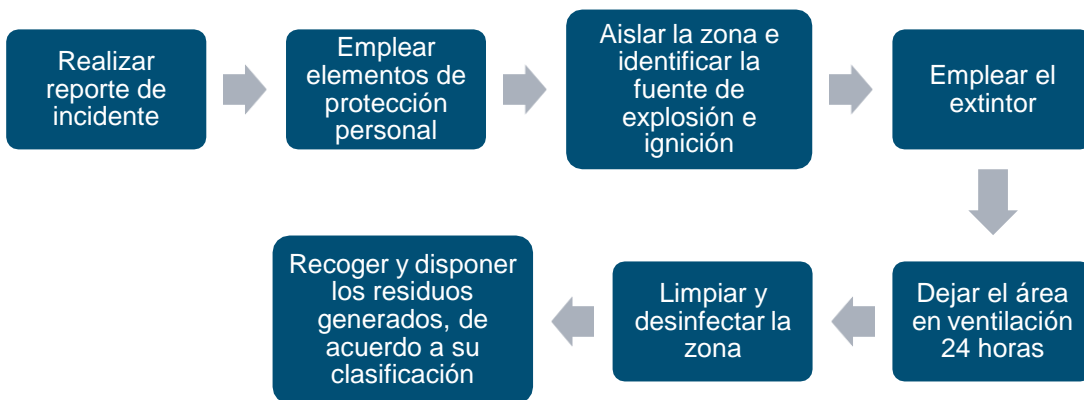 Realizar
reporte de
incidente
Emplear
elementos de
protección
personal
Aislar la zona e
identificar la
fuente de
explosión e
ignición
Emplear el
extintor
Dejar el área
en ventilación
24 horas
Limpiar y
desinfectar la
zona
Recoger y disponer
los residuos
generados, de
acuerdo a su
clasificación